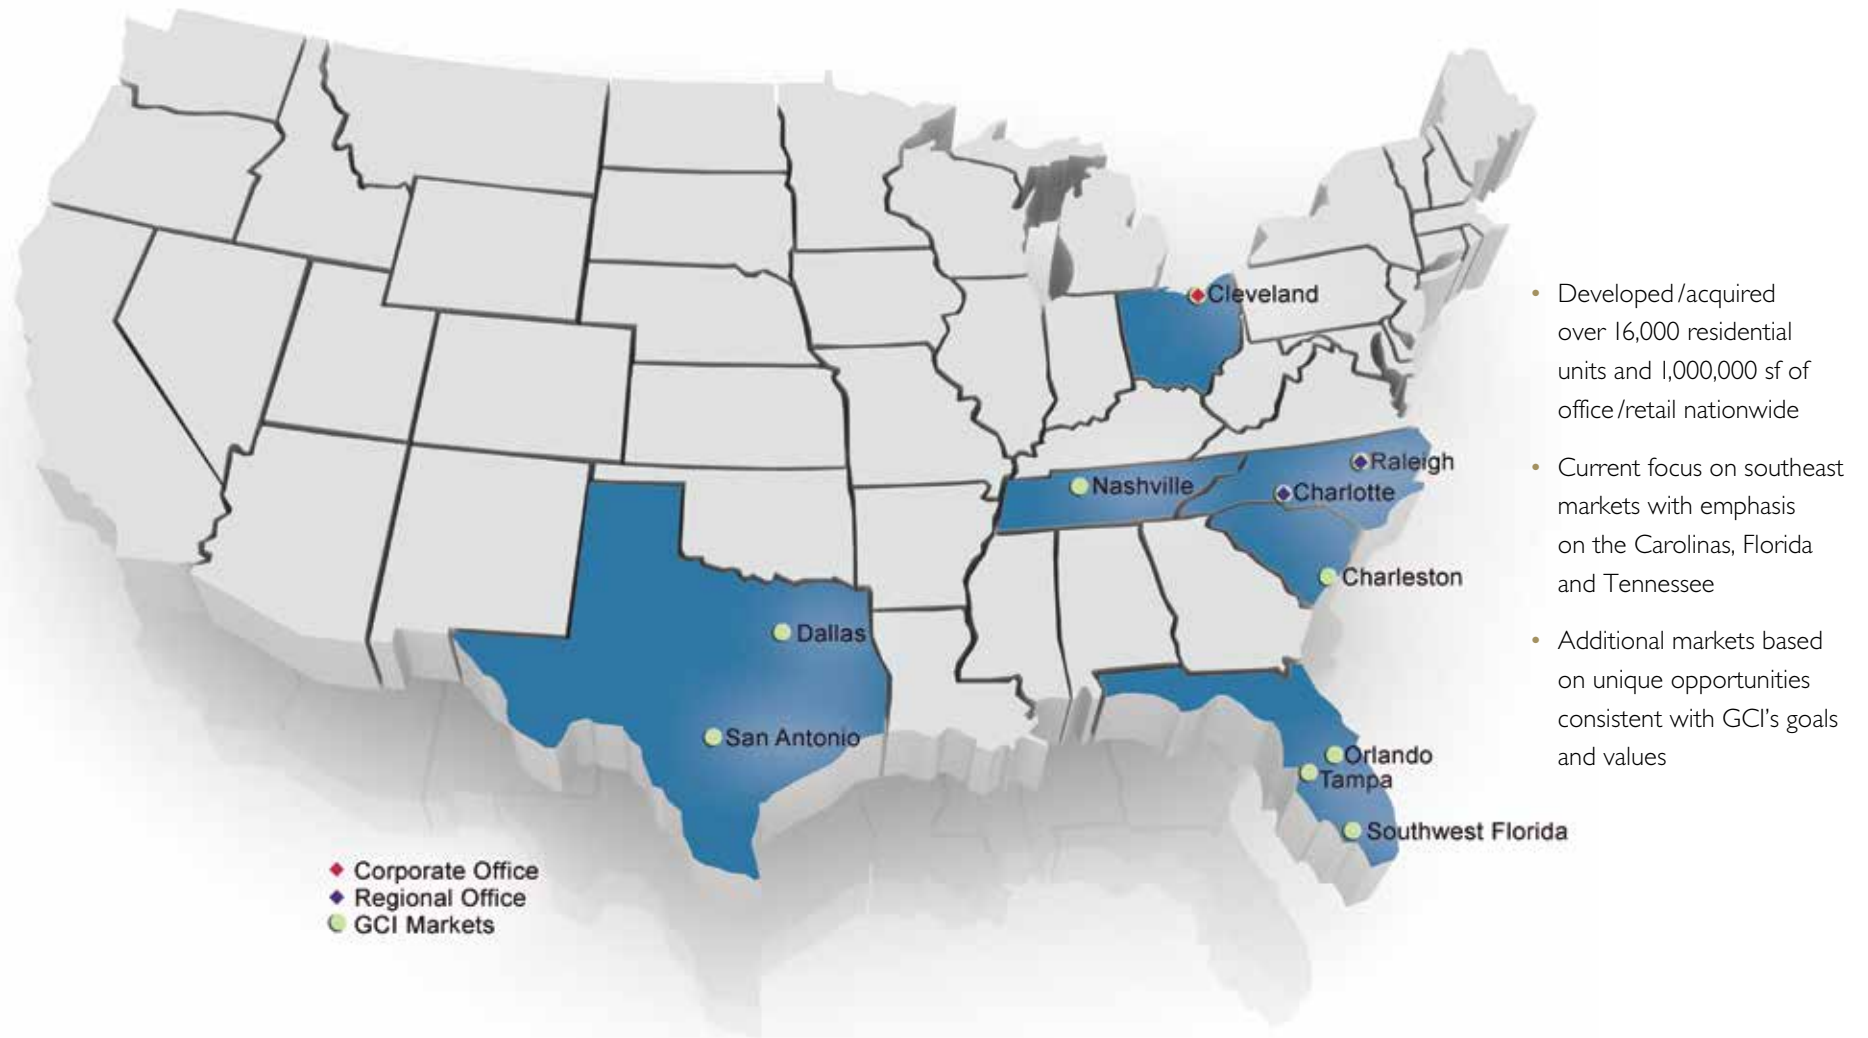 Cleveland
Raleigh
Nashville
Charlotte
Charleston
Dallas
San Antonio
Orlando
Tampa
Southwest Florida
Corporate Office
Regional Office
GCI Markets
• Developed/acquired
over 16,000 residential
units and 1,000,000 sf of
office/retail nationwide
• Current focus on southeast
markets with emphasis
on the Carolinas, Florida
and Tennessee
• Additional markets based
on unique opportunities
consistent with GCI's goals
and values